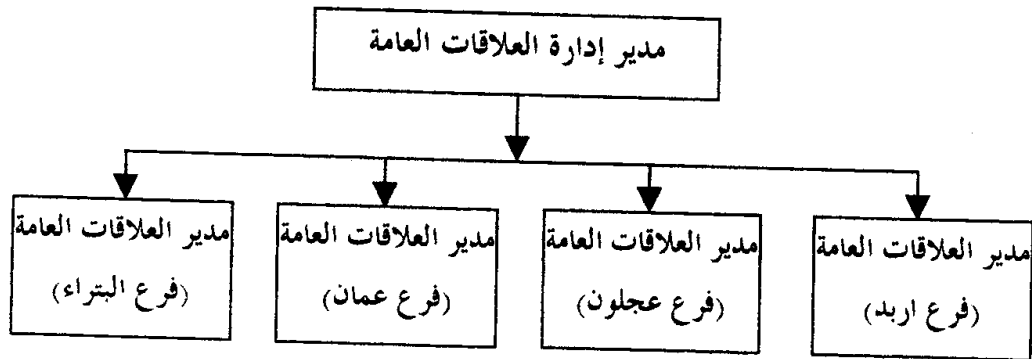 مدير إدارة العلاقات العامة
مدير العلاقات العامة
(فرع اربد)
مدير العلاقات العامة
(فرع عجلون)
مدير العلاقات العامة
(فرع عمان)
مدير العلاقات العامة
(فرع البتراء)